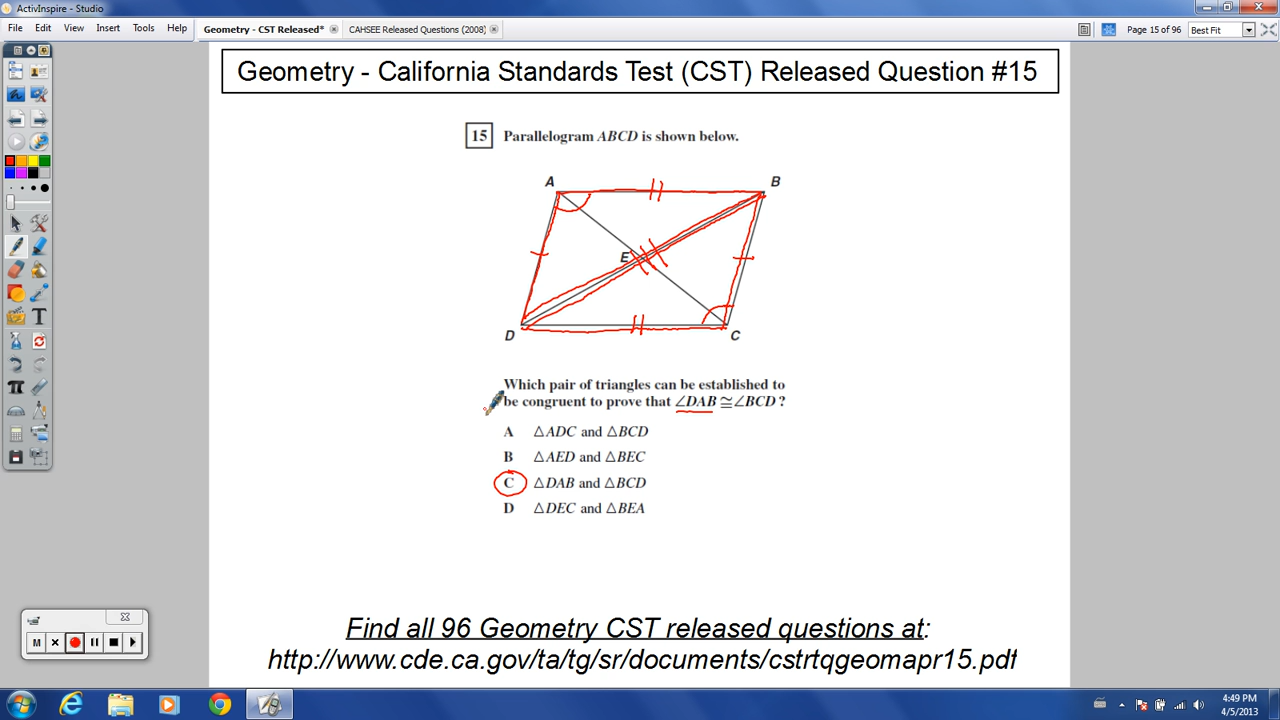 ActivInspire - Studio
File Edit View Insert Tools Help
Geometry - CST Released*
CAHSEE Released Questions (2008)
Page 15 of 96
Best Fit
Geometry - California Standards Test (CST) Released Question #15
15 Parallelogram ABCD is shown below.
A
B
E
D
C
Which pair of triangles can be established to
be congruent to prove that ∠DAB ≅ ∠BCD ?
A △ADC and △BCD
B △AED and △BEC
C △DAB and △BCD
D △DEC and △BEA
Find all 96 Geometry CST released questions at:
http://www.cde.ca.gov/ta/tg/sr/documents/cstrtqgeomapr15.pdf
M
4:49 PM
4/5/2013